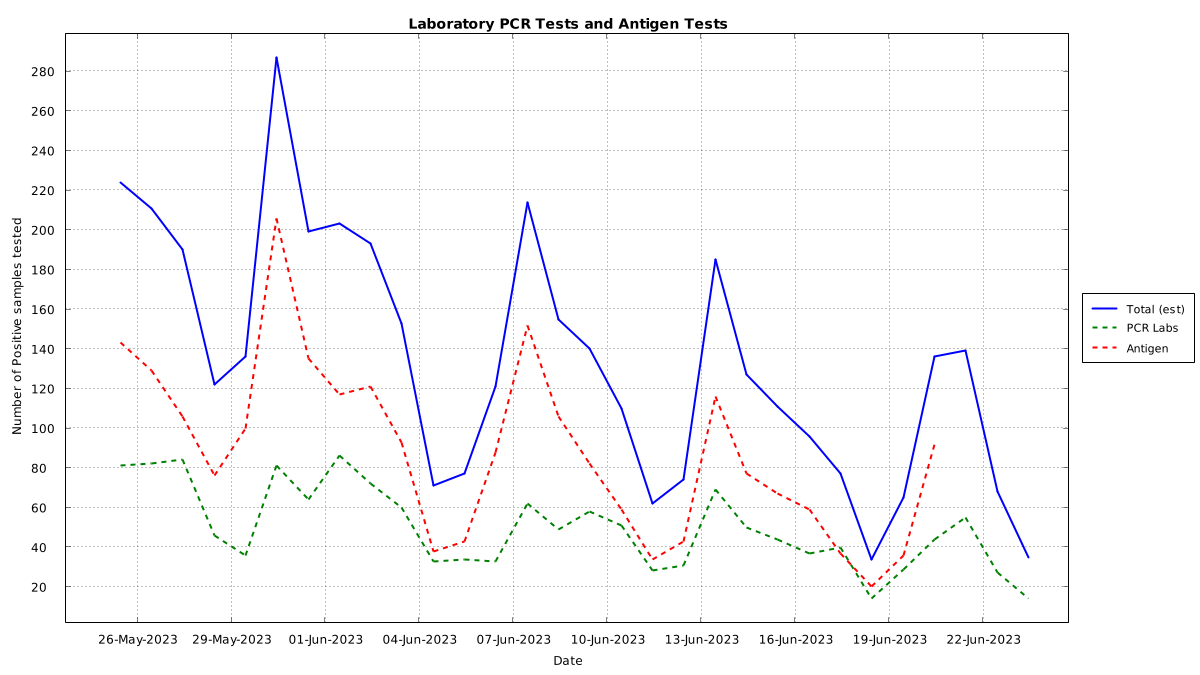 Laboratory PCR Tests and Antigen Tests
Number of Positive samples tested
280
260
240
220
200
180
160
140
120
100
80
60
40
20
26-May-2023 29-May-2023 01-Jun-2023 04-Jun-2023 07-Jun-2023 10-Jun-2023 13-Jun-2023 16-Jun-2023 19-Jun-2023 22-Jun-2023
Date
Total (est)
PCR Labs
Antigen